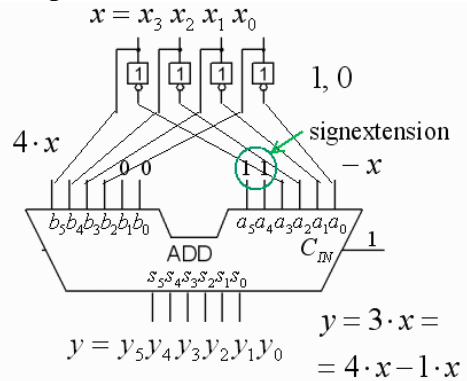 x = x₃ x₂ x₁ x₀
1 1 1 1
1, 0
4 · x
signextension
0 0
1 1
− x
b₅b₄b₃b₂b₁b₀
a₅a₄a₃a₂a₁a₀
ADD
C_IN
1
s₅s₄s₃s₂s₁s₀
y = 3 · x =
y = y₅y₄y₃y₂y₁y₀
= 4 · x − 1 · x